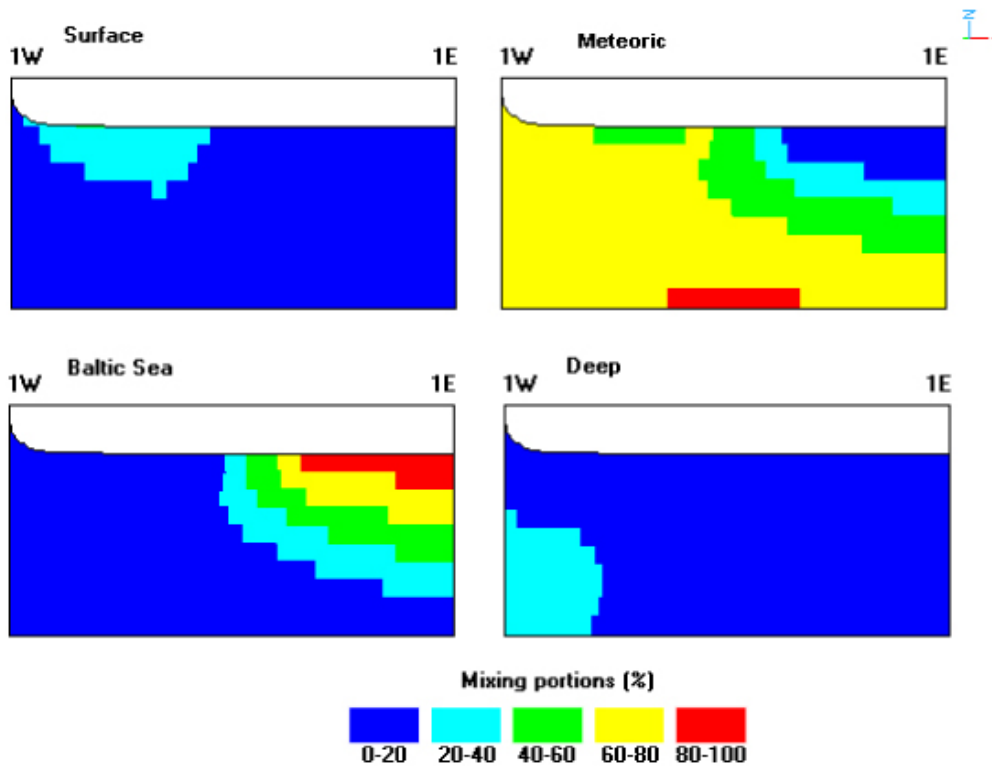 Surface
1W 1E
Meteoric
1W 1E
Z
Baltic Sea
1W 1E
Deep
1W 1E
Mixing portions (%)
0-20 20-40 40-60 60-80 80-100